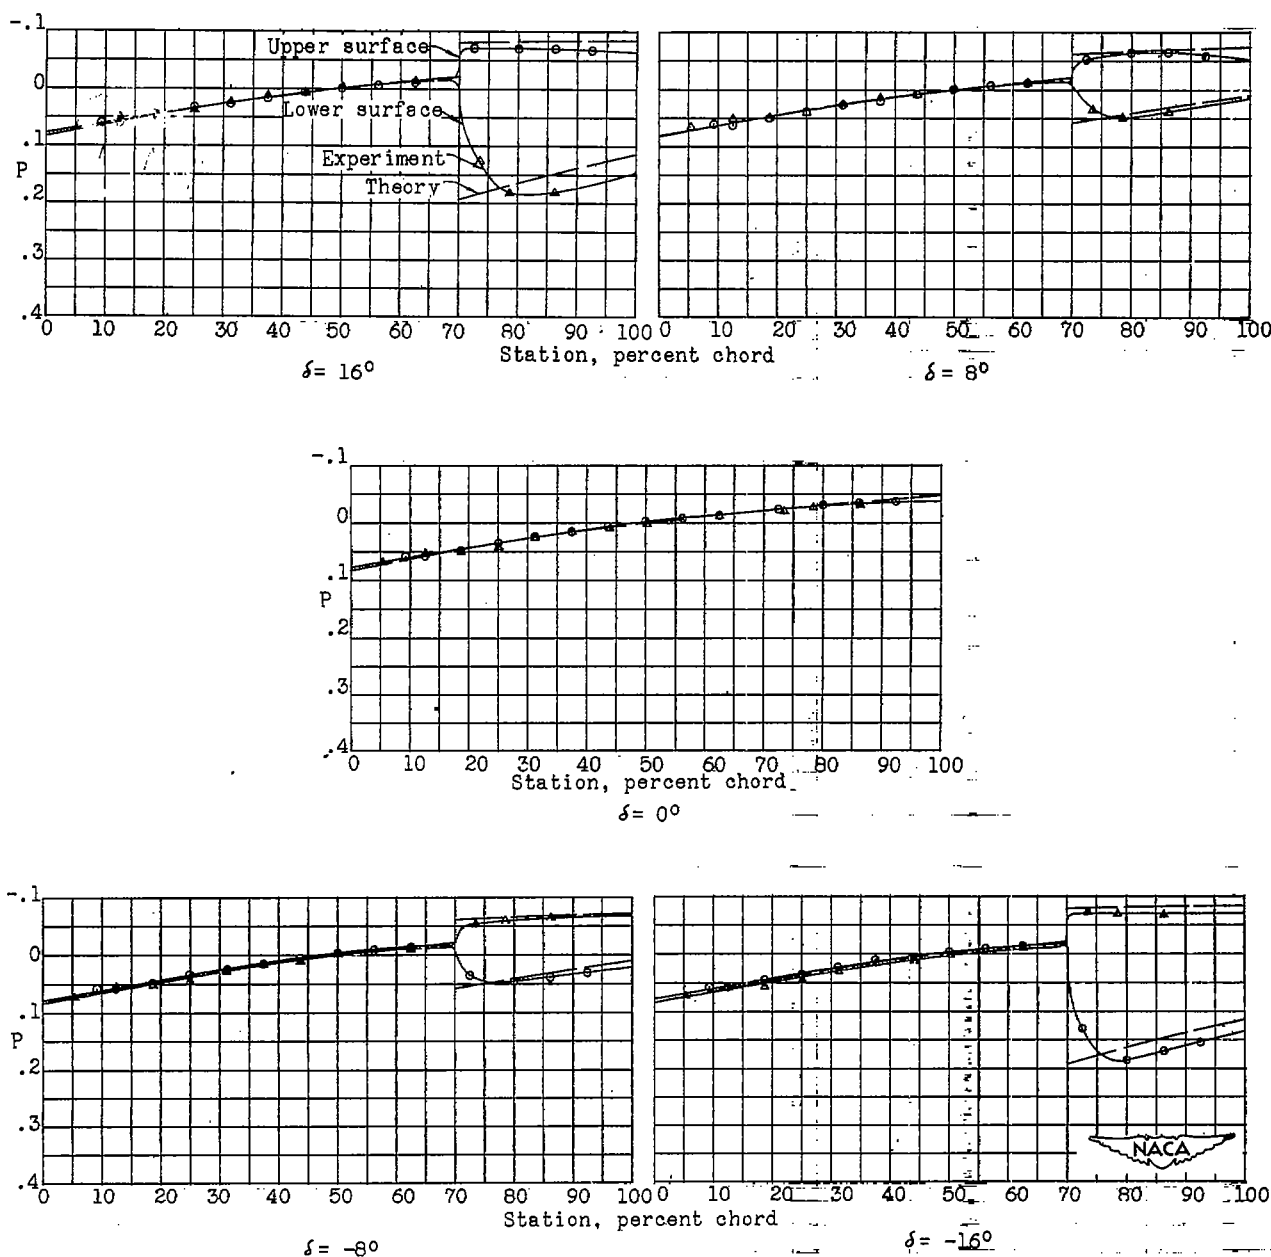 -.1
0
.1
P
.2
.3
.4
Upper surface
Lower surface
Experiment
Theory
0 10 20 30 40 50 60 70 80 90 100
0 10 20 30 40 50 60 70 80 90 100
Station, percent chord
δ= 16°
δ= 8°
-.1
0
.1
P
.2
.3
.4
0 10 20 30 40 50 60 70 80 90 100
Station, percent chord
δ= 0°
-.1
0
.1
P
.2
.3
.4
NACA
0 10 20 30 40 50 60 70 80 90 100
0 10 20 30 40 50 60 70 80 90 100
Station, percent chord
δ= -8°
δ= -16°